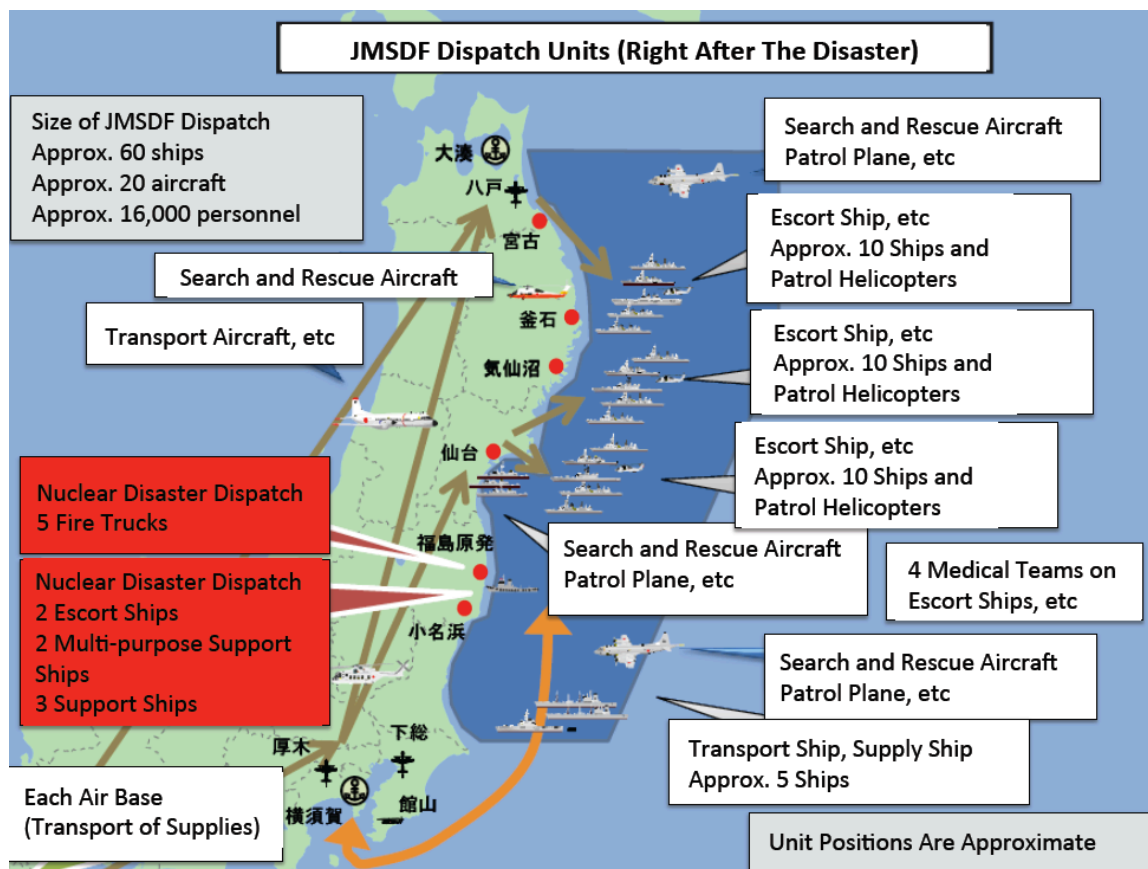 JMSDF Dispatch Units (Right After The Disaster)
Size of JMSDF Dispatch
Approx. 60 ships
Approx. 20 aircraft
Approx. 16,000 personnel
Search and Rescue Aircraft
Patrol Plane, etc
大湊
八戸
宮古
Escort Ship, etc
Approx. 10 Ships and
Patrol Helicopters
Search and Rescue Aircraft
Transport Aircraft, etc
釜石
気仙沼
Escort Ship, etc
Approx. 10 Ships and
Patrol Helicopters
仙台
Escort Ship, etc
Approx. 10 Ships and
Patrol Helicopters
Nuclear Disaster Dispatch
5 Fire Trucks
福島原発
Search and Rescue Aircraft
Patrol Plane, etc
4 Medical Teams on
Escort Ships, etc
Nuclear Disaster Dispatch
2 Escort Ships
2 Multi-purpose Support
Ships
3 Support Ships
小名浜
Search and Rescue Aircraft
Patrol Plane, etc
Transport Ship, Supply Ship
Approx. 5 Ships
厚木
下総
横須賀
館山
Each Air Base
(Transport of Supplies)
Unit Positions Are Approximate